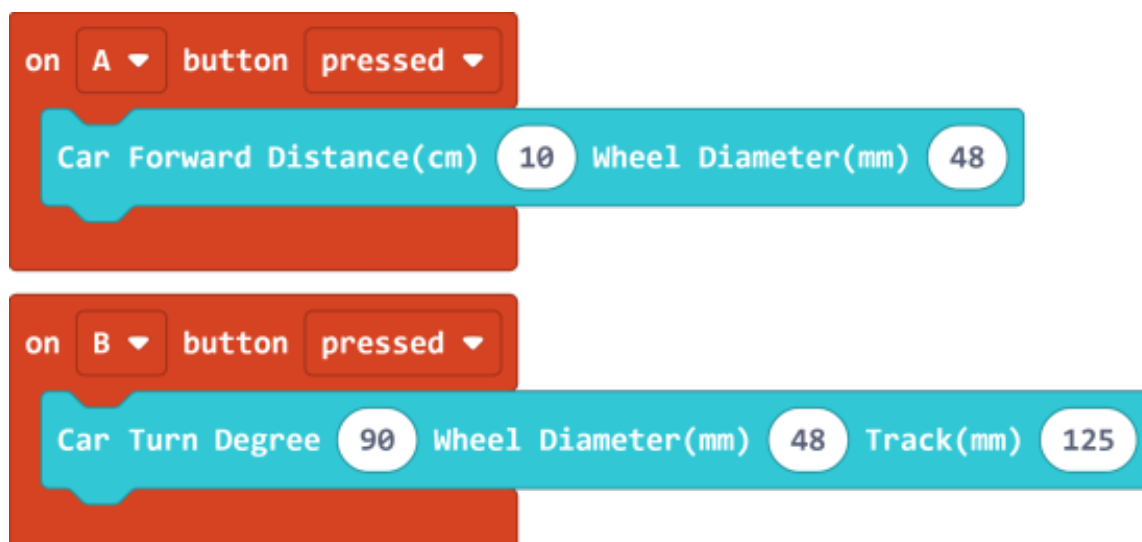 on A button pressed
Car Forward Distance(cm) 10 Wheel Diameter(mm) 48
on B button pressed
Car Turn Degree 90 Wheel Diameter(mm) 48 Track(mm) 125